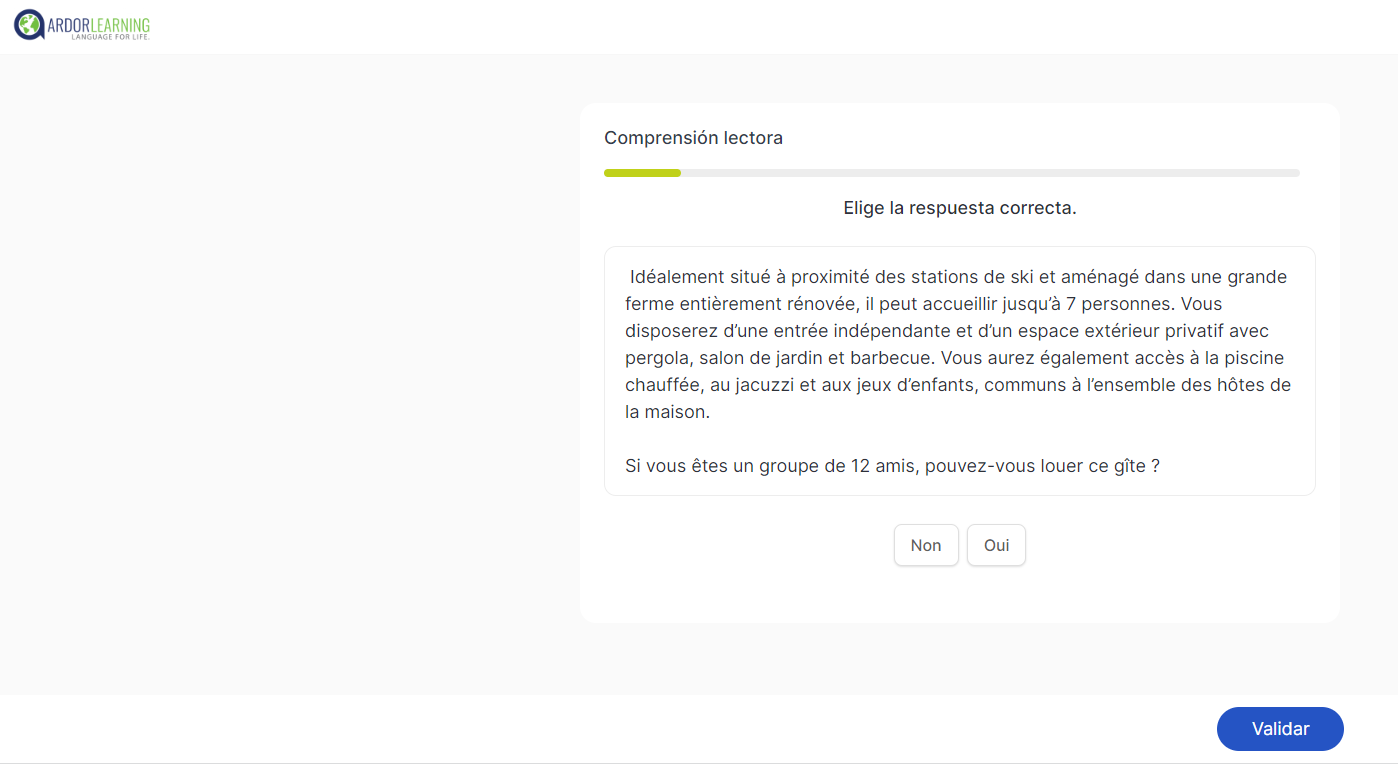 ARDORLEARNING
LANGUAGE FOR LIFE.
Comprensión lectora
Elige la respuesta correcta.
Idéalement situé à proximité des stations de ski et aménagé dans une grande
ferme entièrement rénovée, il peut accueillir jusqu’à 7 personnes. Vous
disposerez d’une entrée indépendante et d’un espace extérieur privatif avec
pergola, salon de jardin et barbecue. Vous aurez également accès à la piscine
chauffée, au jacuzzi et aux jeux d’enfants, communs à l’ensemble des hôtes de
la maison.
Si vous êtes un groupe de 12 amis, pouvez-vous louer ce gîte ?
Non Oui
Validar